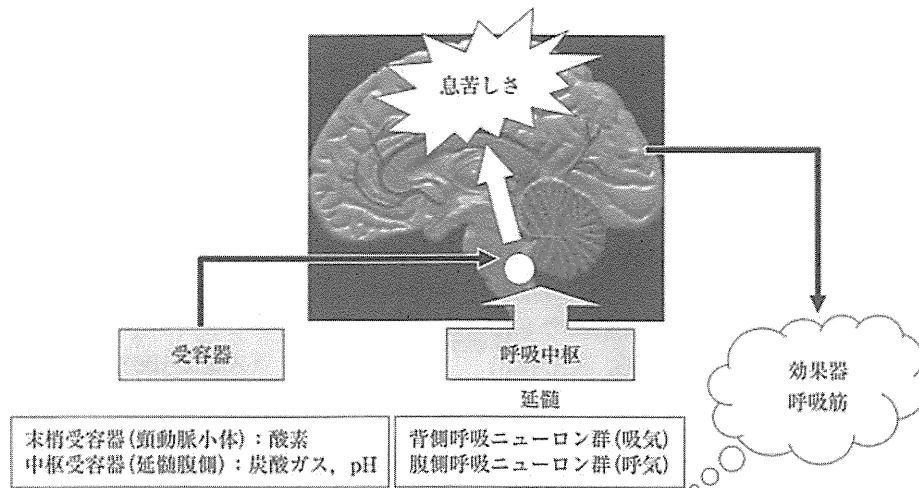 息苦しさ
受容器
呼吸中枢
効果器
呼吸筋
延髄
末梢受容器(頸動脈小体)：酸素
中枢受容器(延髄腹側)：炭酸ガス，pH
背側呼吸ニューロン群(吸気)
腹側呼吸ニューロン群(呼気)